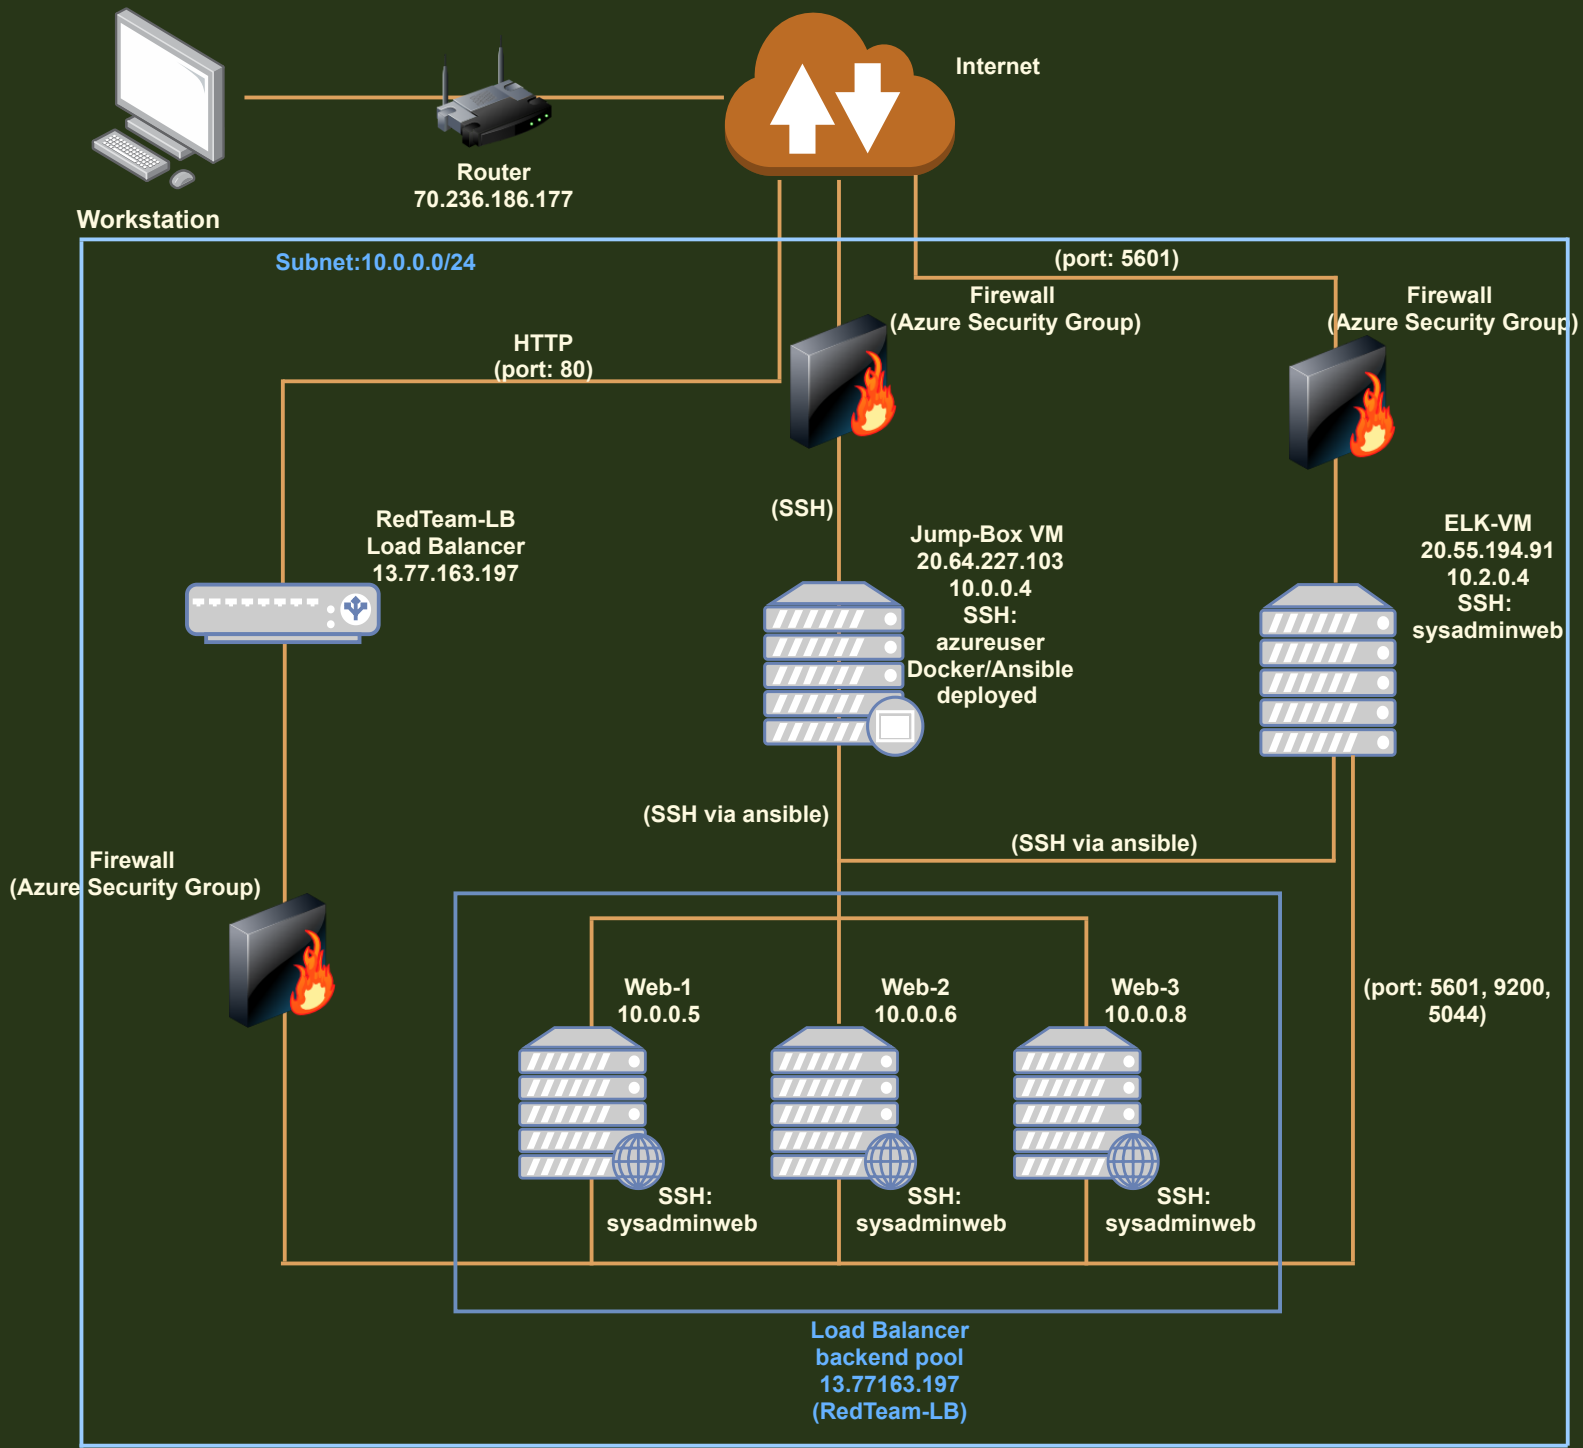 Internet
Router
70.236.186.177
Workstation
Subnet:10.0.0.0/24
(port: 5601)
Firewall
(Azure Security Group)
Firewall
(Azure Security Group)
HTTP
(port: 80)
(SSH)
RedTeam-LB
Load Balancer
13.77.163.197
Jump-Box VM
20.64.227.103
10.0.0.4
SSH:
azureuser
Docker/Ansible
deployed
ELK-VM
20.55.194.91
10.2.0.4
SSH:
sysadminweb
(SSH via ansible)
(SSH via ansible)
Firewall
(Azure Security Group)
Web-1
10.0.0.5
Web-2
10.0.0.6
Web-3
10.0.0.8
(port: 5601, 9200,
5044)
SSH:
sysadminweb
SSH:
sysadminweb
SSH:
sysadminweb
Load Balancer
backend pool
13.77163.197
(RedTeam-LB)